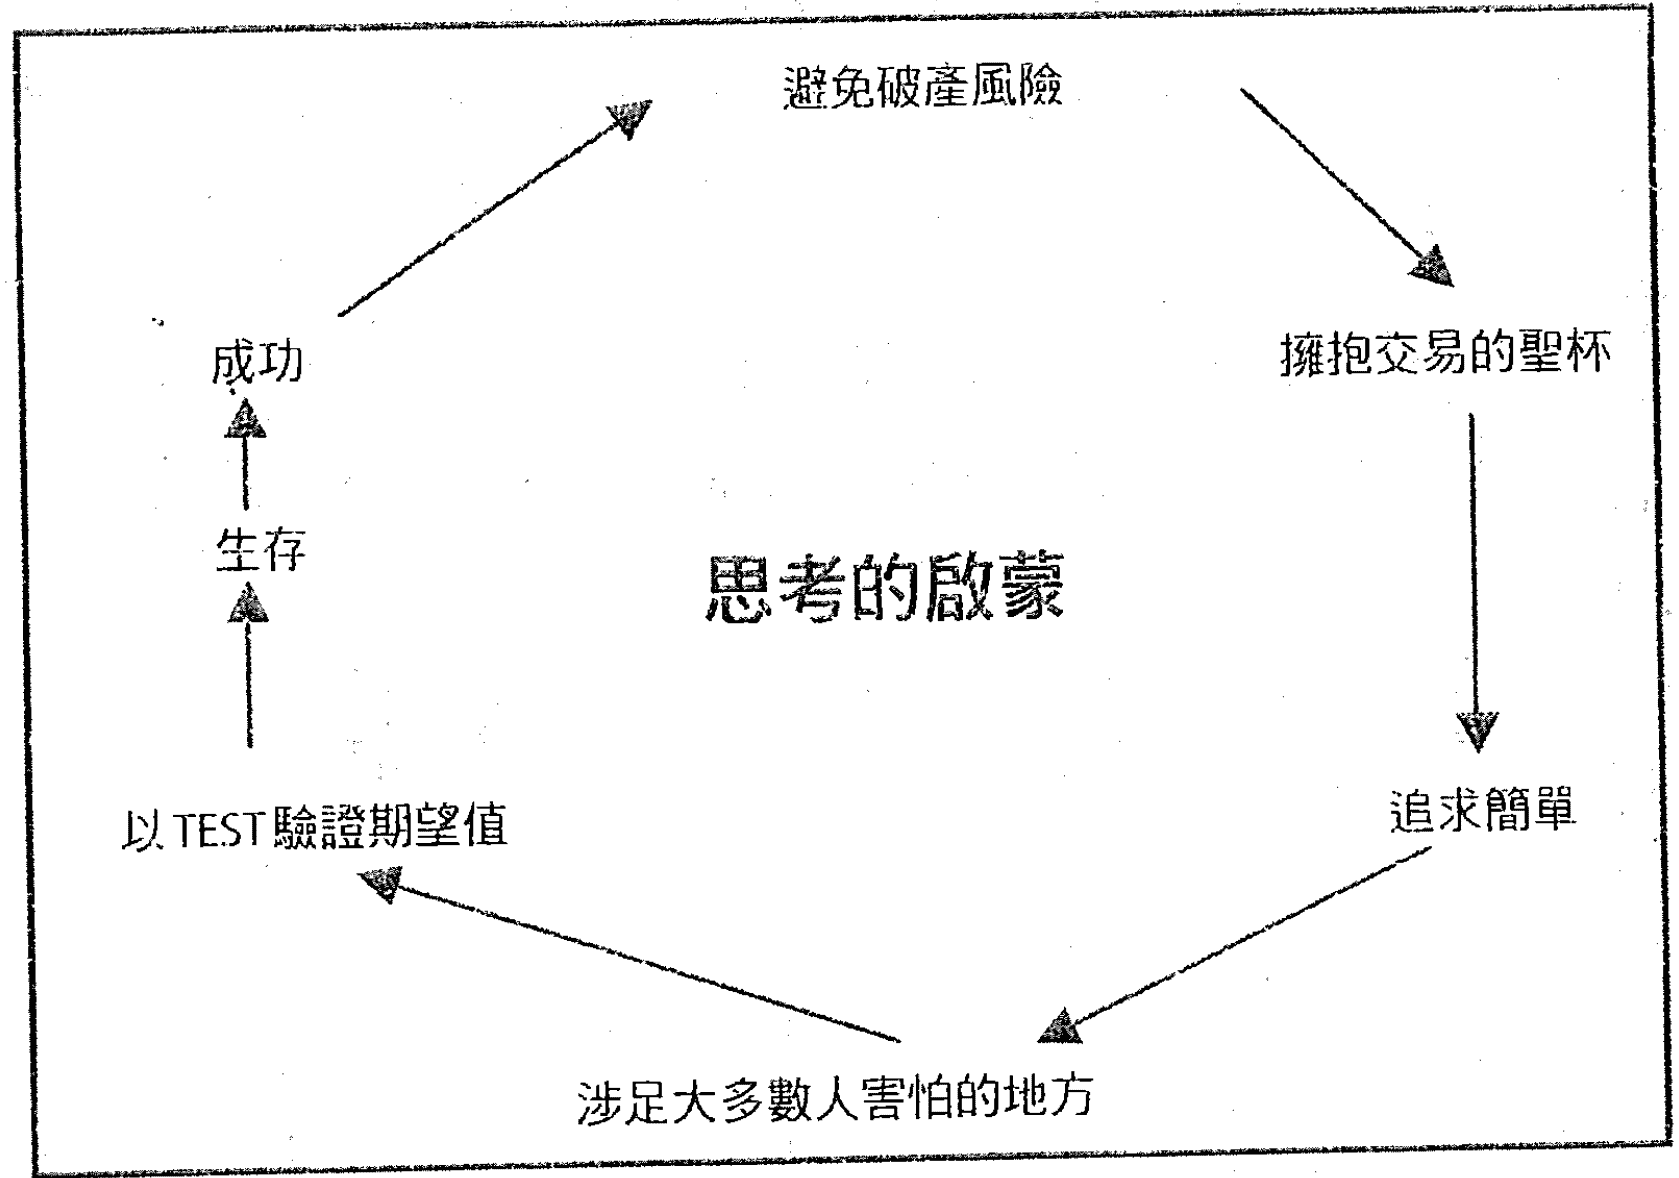 避免破產風險
成功
擁抱交易的聖杯
生存
思考的啟蒙
以TEST驗證期望值
追求簡單
涉足大多數人害怕的地方